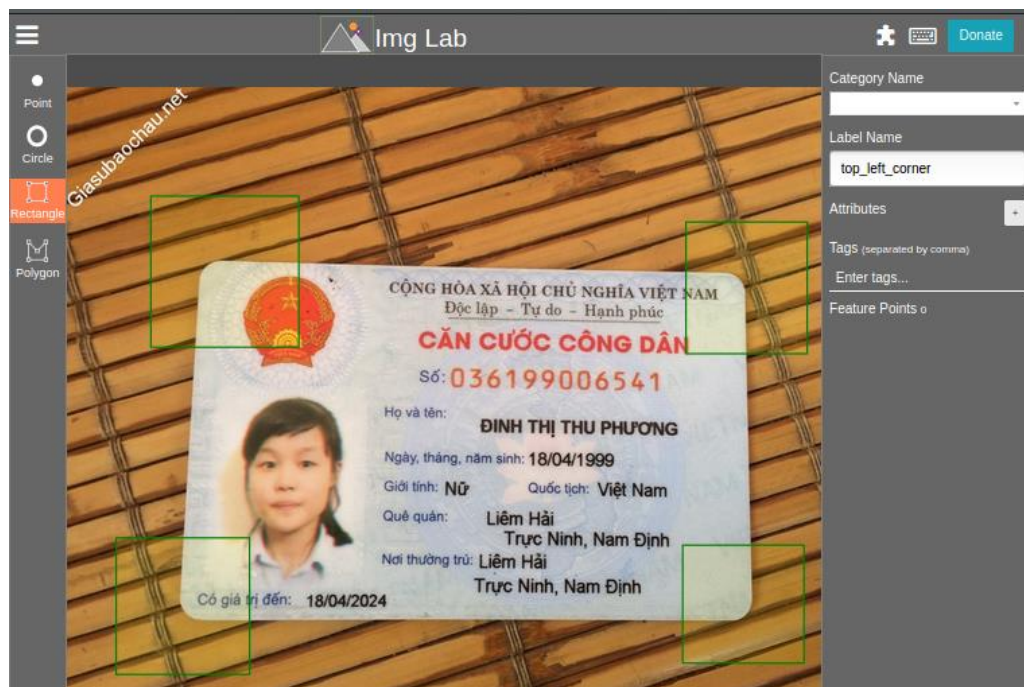 Img Lab
Donate
Point
Circle
Rectangle
Polygon
Category Name
Label Name
top_left_corner
Attributes
+
Tags (separated by comma)
Enter tags...
Feature Points 0
Giasubaochau.net
CỘNG HÒA XÃ HỘI CHỦ NGHĨA VIỆT NAM
Độc lập - Tự do - Hạnh phúc
CĂN CƯỚC CÔNG DÂN
Số: 036199006541
Họ và tên:
ĐINH THỊ THU PHƯƠNG
Ngày, tháng, năm sinh: 18/04/1999
Giới tính: Nữ Quốc tịch: Việt Nam
Quê quán: Liêm Hải
Trực Ninh, Nam Định
Nơi thường trú: Liêm Hải
Trực Ninh, Nam Định
Có giá trị đến: 18/04/2024